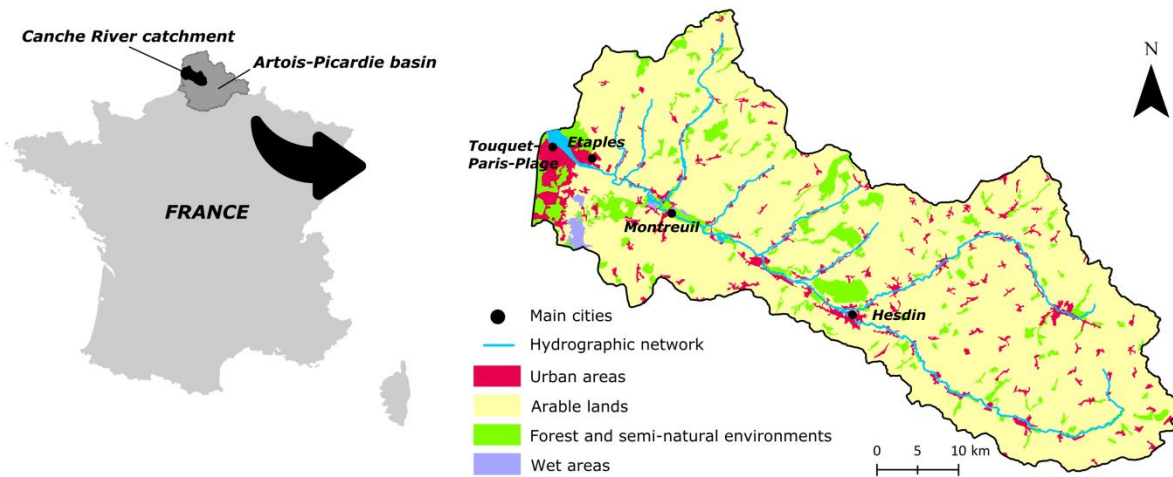 Canche River catchment
Artois-Picardie basin
FRANCE
N
Touquet-
Paris-Plage
Etaples
Montreuil
Hesdin
Main cities
Hydrographic network
Urban areas
Arable lands
Forest and semi-natural environments
Wet areas
0 5 10 km